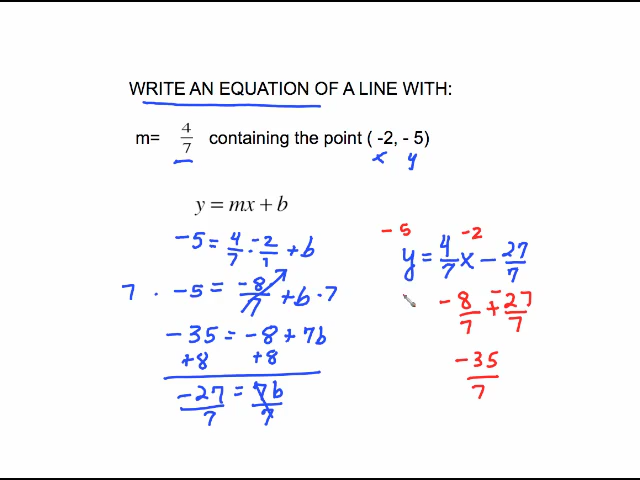 WRITE AN EQUATION OF A LINE WITH:
m= 4/7 containing the point ( -2, - 5)
x y
y = mx + b
-5 = 4/7 · -2/1 + b
7 · -5 = -8/7 + b · 7
-35 = -8 + 7b
+8 +8
-27/7 = 7b/7
-5 -2
y = 4/7 x - 27/7
-8/7 + -27/7
-35/7